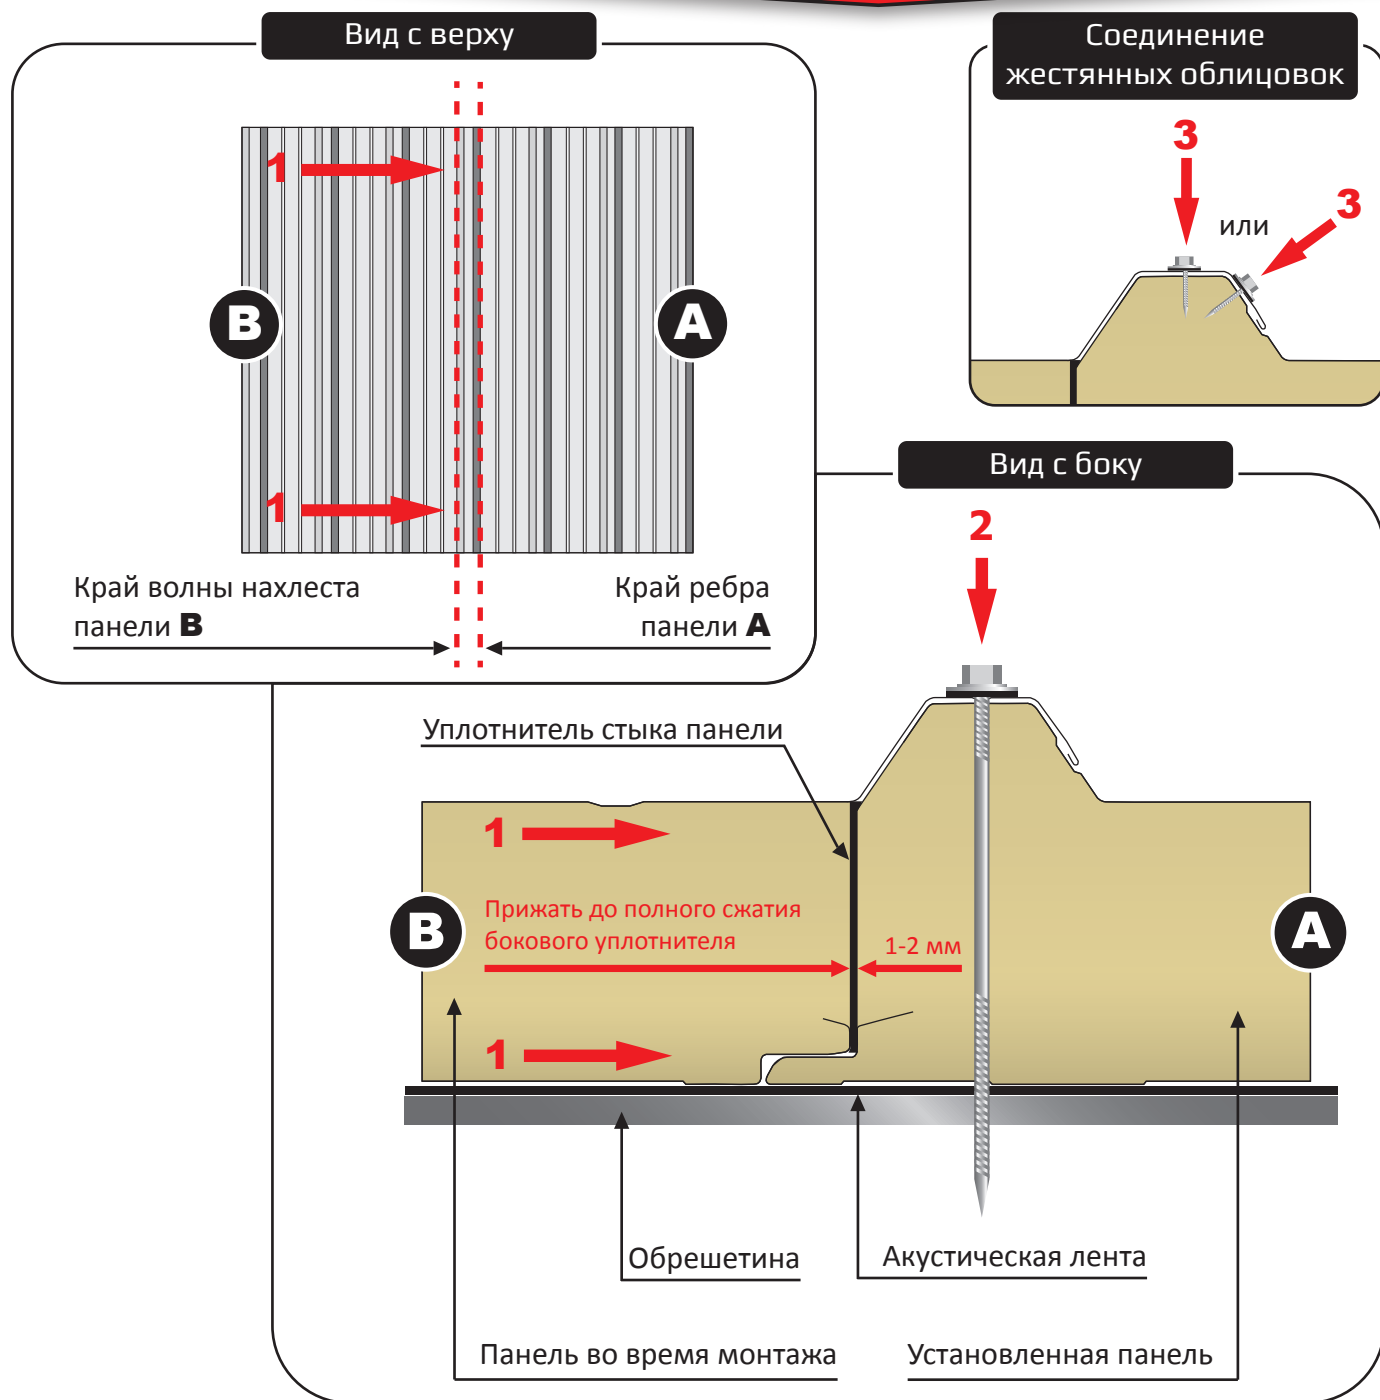 Вид с верху
1
B
A
1
Край волны нахлеста
панели B
Край ребра
панели A
Соединение
жестянных облицовок
3
или
3
Вид с боку
2
Уплотнитель стыка панели
1
B
Прижать до полного сжатия
бокового уплотнителя
1-2 мм
A
1
Обрешетина
Акустическая лента
Панель во время монтажа
Установленная панель